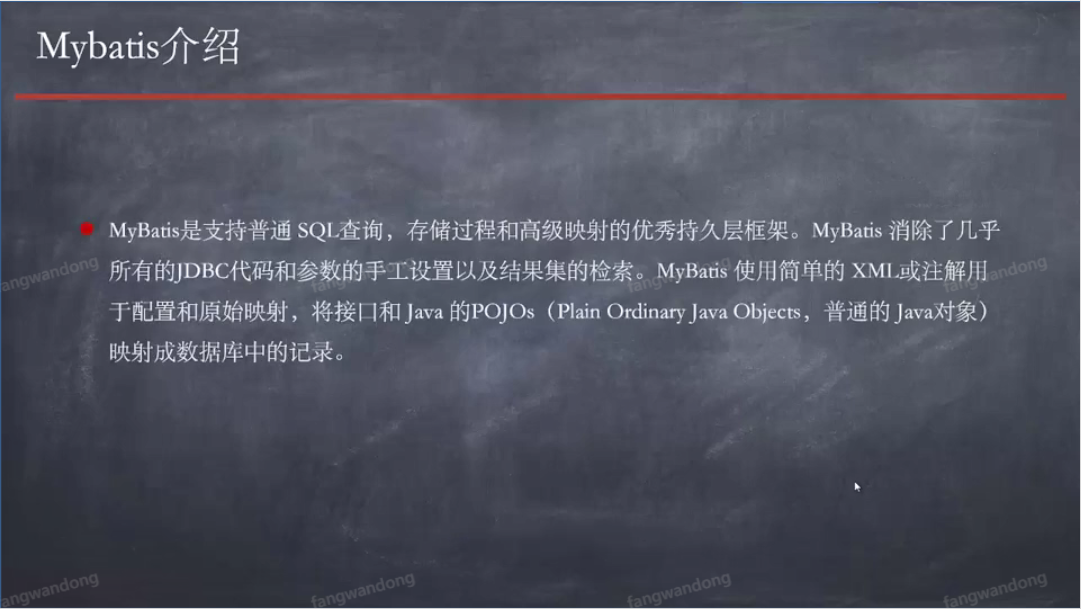 Mybatis介绍
MyBatis是支持普通 SQL查询，存储过程和高级映射的优秀持久层框架。MyBatis 消除了几乎
所有的JDBC代码和参数的手工设置以及结果集的检索。MyBatis 使用简单的 XML或注解用
于配置和原始映射，将接口和 Java 的POJOs（Plain Ordinary Java Objects，普通的 Java对象）
映射成数据库中的记录。
fangwandong fangwandong fangwandong fangwandong